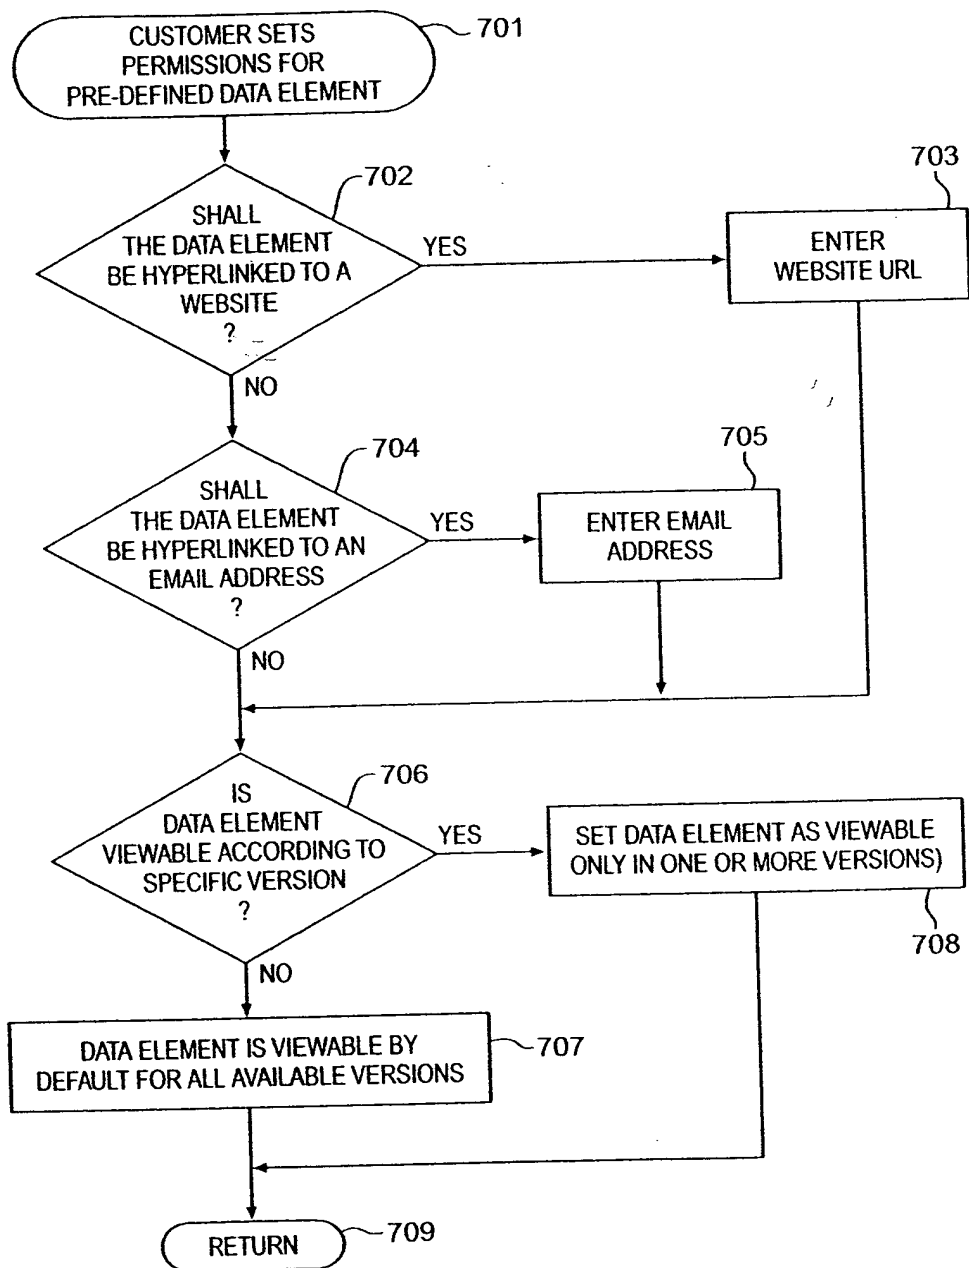 CUSTOMER SETS
PERMISSIONS FOR
PRE-DEFINED DATA ELEMENT
701
702
SHALL
THE DATA ELEMENT
BE HYPERLINKED TO A
WEBSITE
?
YES
703
ENTER
WEBSITE URL
NO
704
SHALL
THE DATA ELEMENT
BE HYPERLINKED TO AN
EMAIL ADDRESS
?
YES
705
ENTER EMAIL
ADDRESS
NO
706
IS
DATA ELEMENT
VIEWABLE ACCORDING TO
SPECIFIC VERSION
?
YES
SET DATA ELEMENT AS VIEWABLE
ONLY IN ONE OR MORE VERSIONS)
708
NO
DATA ELEMENT IS VIEWABLE BY
DEFAULT FOR ALL AVAILABLE VERSIONS
707
RETURN
709